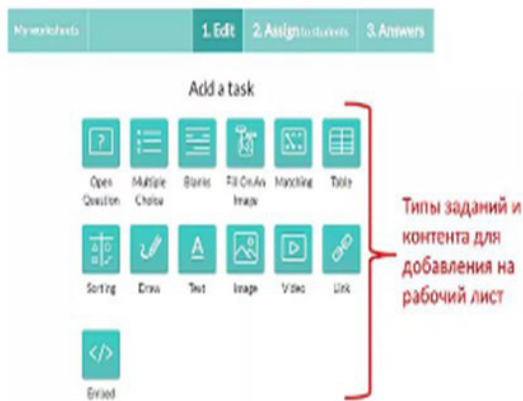 My worksheets
1. Edit
2. Assign to students
3. Answers
Add a task
Open Question
Multiple Choice
Blanks
Fill On An Image
Matching
Table
Sorting
Draw
Text
Image
Video
Link
Embed
Типы заданий и
контента для
добавления на
рабочий лист